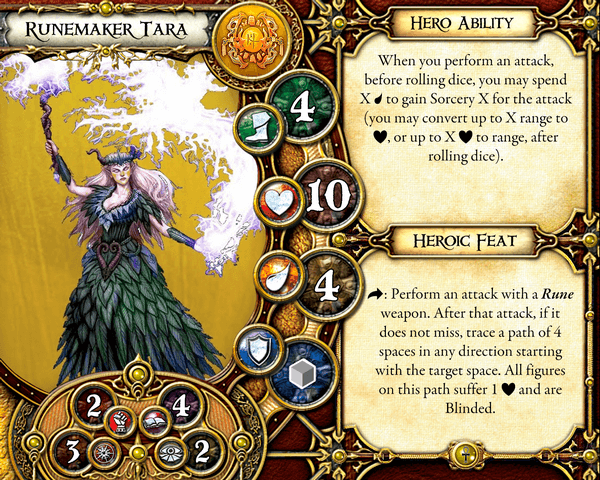 Runemaker Tara
4
10
4
2
4
3
2
Hero Ability
When you perform an attack,
before rolling dice, you may spend
X to gain Sorcery X for the attack
(you may convert up to X range to
, or up to X to range, after
rolling dice).
Heroic Feat
: Perform an attack with a Rune
weapon. After that attack, if it
does not miss, trace a path of 4
spaces in any direction starting
with the target space. All figures
on this path suffer 1 and are
Blinded.
T